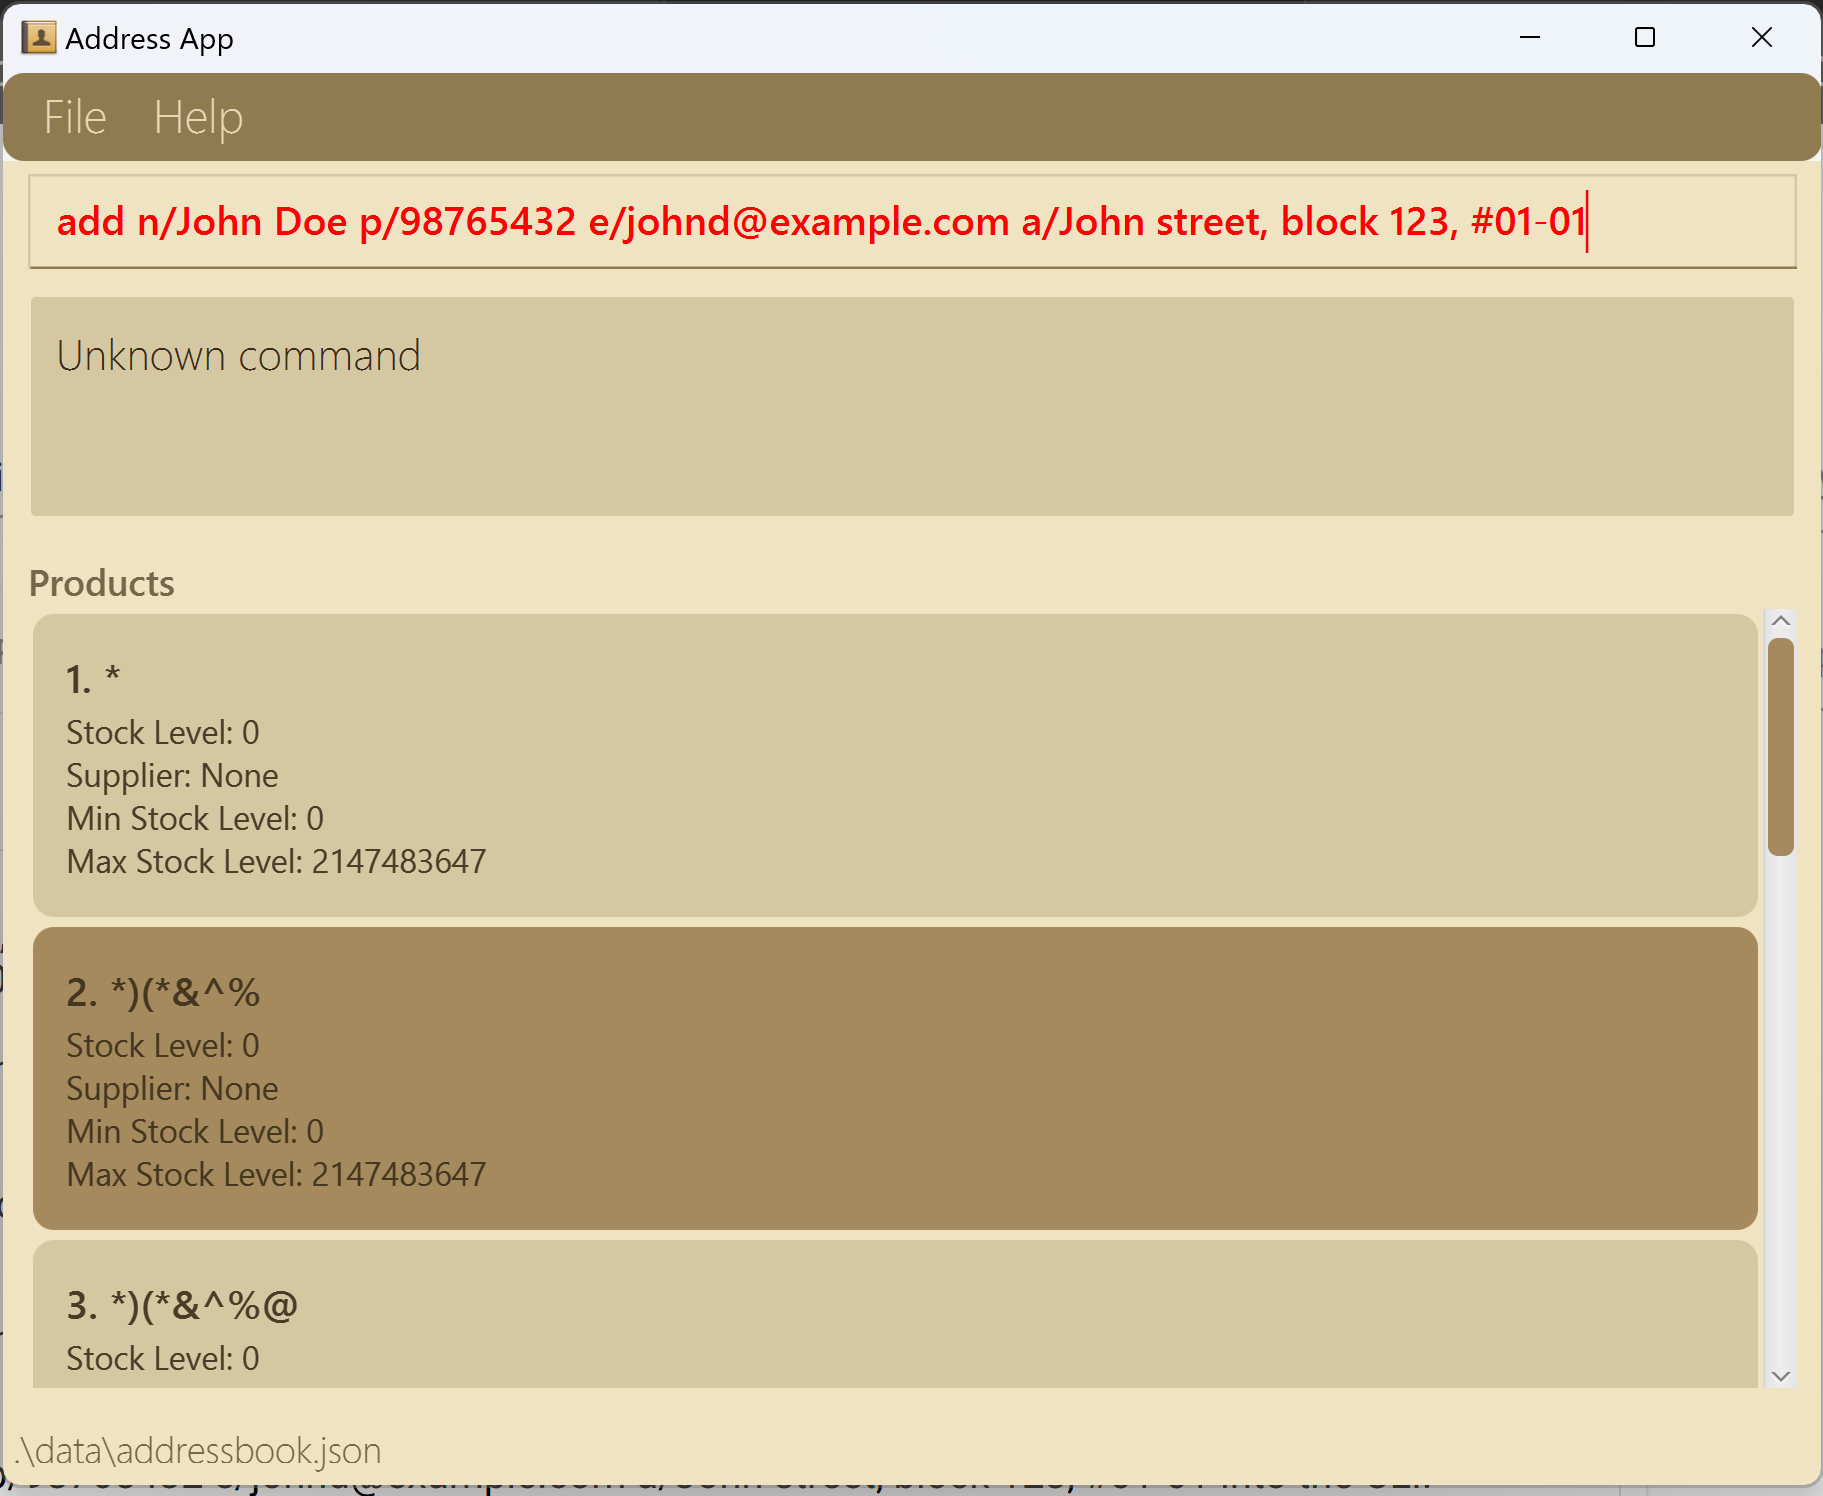 Address App
File Help
add n/John Doe p/98765432 e/johnd@example.com a/John street, block 123, #01-01
Unknown command
Products
1. *
Stock Level: 0
Supplier: None
Min Stock Level: 0
Max Stock Level: 2147483647
2. *)(*&^%
Stock Level: 0
Supplier: None
Min Stock Level: 0
Max Stock Level: 2147483647
3. *)(*&^%@
Stock Level: 0
.\data\addressbook.json